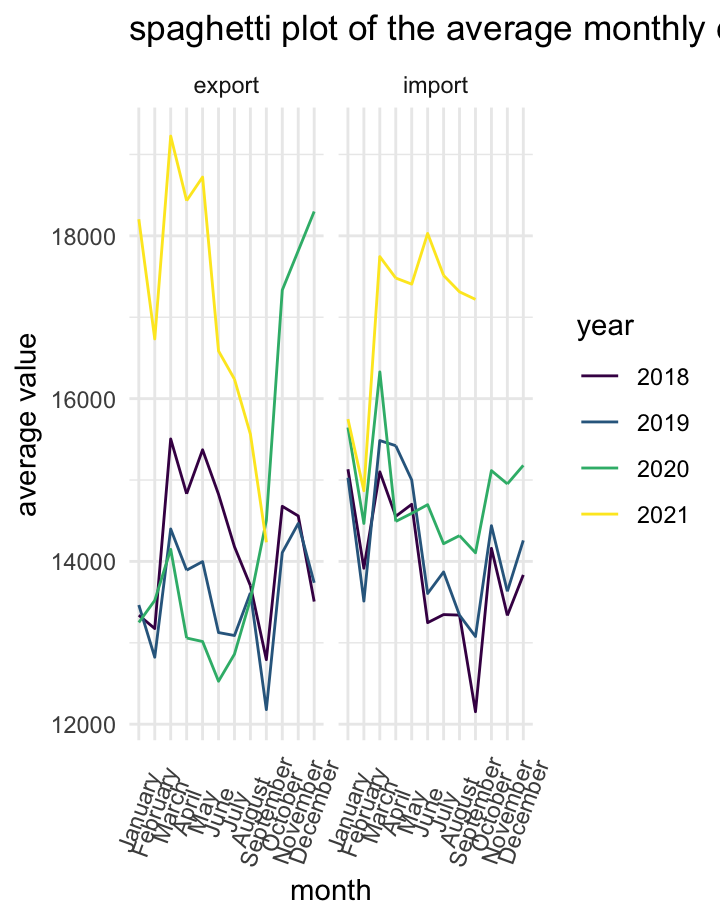 spaghetti plot of the average monthly
export import
18000
16000
14000
12000
average value
January
February
March
April
May
June
July
August
September
October
November
December
January
February
March
April
May
June
July
August
September
October
November
December
month
year
2018
2019
2020
2021